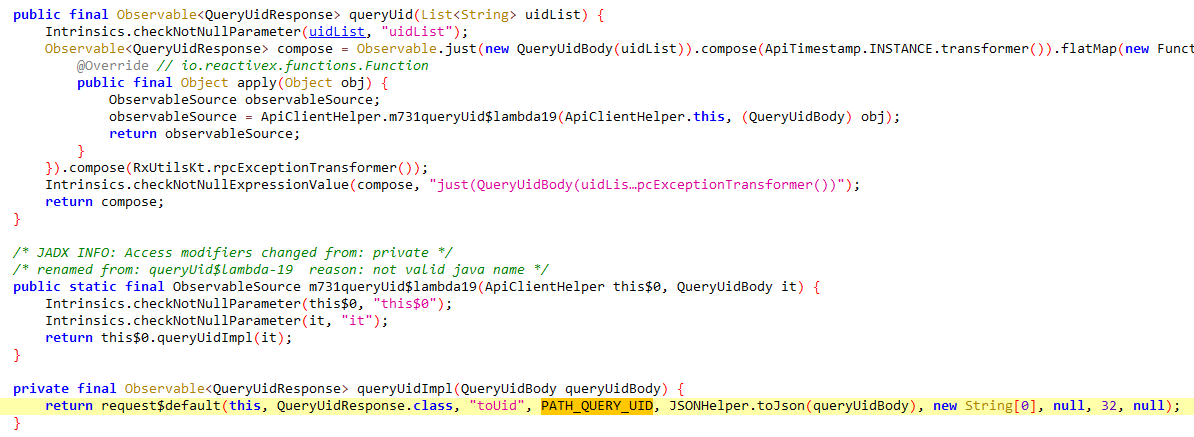 public final Observable<QueryUidResponse> queryUid(List<String> uidList) {
    Intrinsics.checkNotNullParameter(uidList, "uidList");
    Observable<QueryUidResponse> compose = Observable.just(new QueryUidBody(uidList)).compose(ApiTimestamp.INSTANCE.transformer()).flatMap(new Funct
        @Override // io.reactivex.functions.Function
        public final Object apply(Object obj) {
            ObservableSource observableSource;
            observableSource = ApiClientHelper.m731queryUid$lambda19(ApiClientHelper.this, (QueryUidBody) obj);
            return observableSource;
        }
    }).compose(RxUtilsKt.rpcExceptionTransformer());
    Intrinsics.checkNotNullExpressionValue(compose, "just(QueryUidBody(uidLis…pcExceptionTransformer())");
    return compose;
}
/* JADX INFO: Access modifiers changed from: private */
/* renamed from: queryUid$lambda-19  reason: not valid java name */
public static final ObservableSource m731queryUid$lambda19(ApiClientHelper this$0, QueryUidBody it) {
    Intrinsics.checkNotNullParameter(this$0, "this$0");
    Intrinsics.checkNotNullParameter(it, "it");
    return this$0.queryUidImpl(it);
}
private final Observable<QueryUidResponse> queryUidImpl(QueryUidBody queryUidBody) {
    return request$default(this, QueryUidResponse.class, "toUid", PATH_QUERY_UID, JSONHelper.toJson(queryUidBody), new String[0], null, 32, null);
}